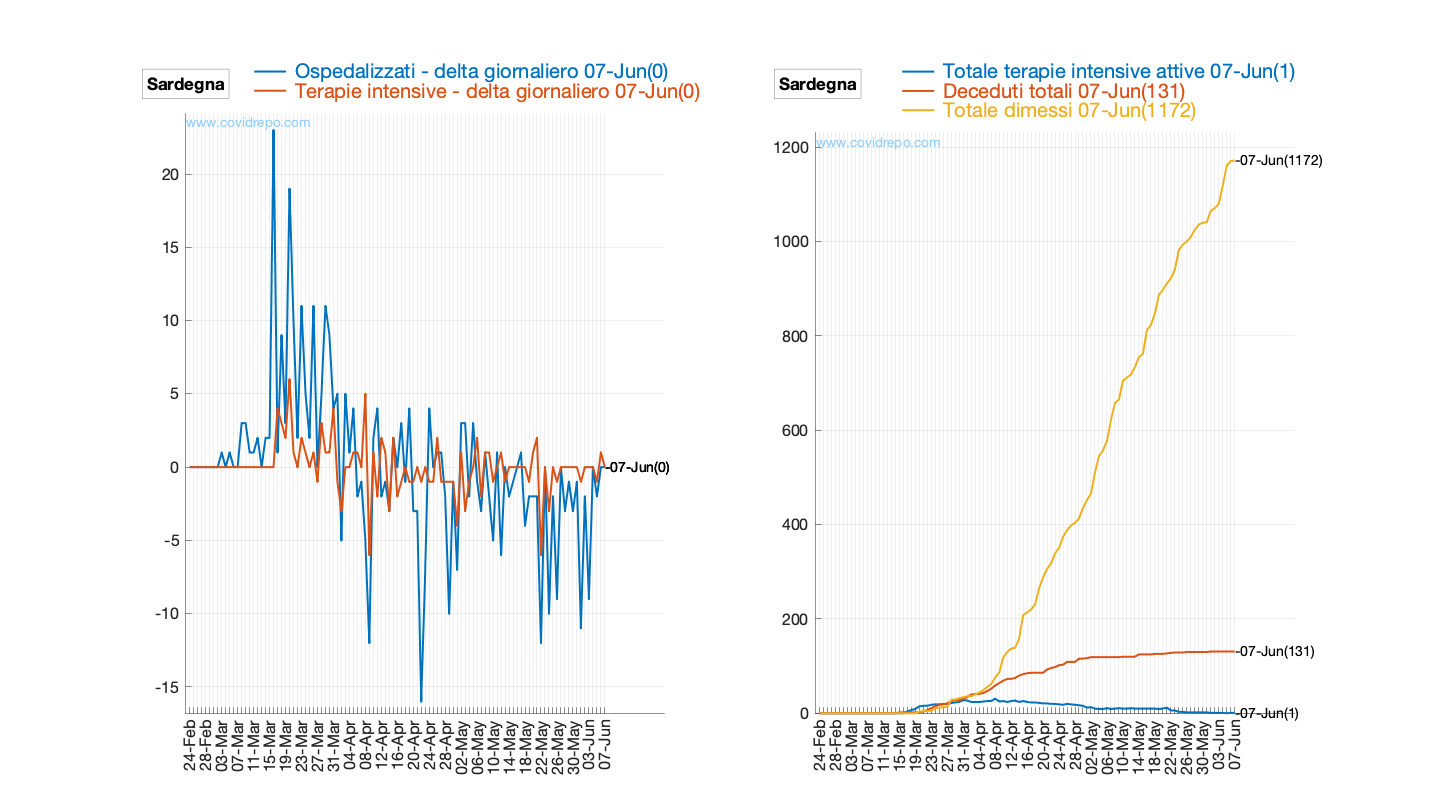 Sardegna
Ospedalizzati - delta giornaliero 07-Jun(0)
Terapie intensive - delta giornaliero 07-Jun(0)
www.covidrepo.com
20
15
10
5
0
-5
-10
-15
-07-Jun(0)
24-Feb
28-Feb
03-Mar
07-Mar
11-Mar
15-Mar
19-Mar
23-Mar
27-Mar
31-Mar
04-Apr
08-Apr
12-Apr
16-Apr
20-Apr
24-Apr
28-Apr
02-May
06-May
10-May
14-May
18-May
22-May
26-May
30-May
03-Jun
07-Jun
Sardegna
Totale terapie intensive attive 07-Jun(1)
Deceduti totali 07-Jun(131)
Totale dimessi 07-Jun(1172)
www.covidrepo.com
1200
1000
800
600
400
200
0
-07-Jun(1172)
-07-Jun(131)
-07-Jun(1)
24-Feb
28-Feb
03-Mar
07-Mar
11-Mar
15-Mar
19-Mar
23-Mar
27-Mar
31-Mar
04-Apr
08-Apr
12-Apr
16-Apr
20-Apr
24-Apr
28-Apr
02-May
06-May
10-May
14-May
18-May
22-May
26-May
30-May
03-Jun
07-Jun